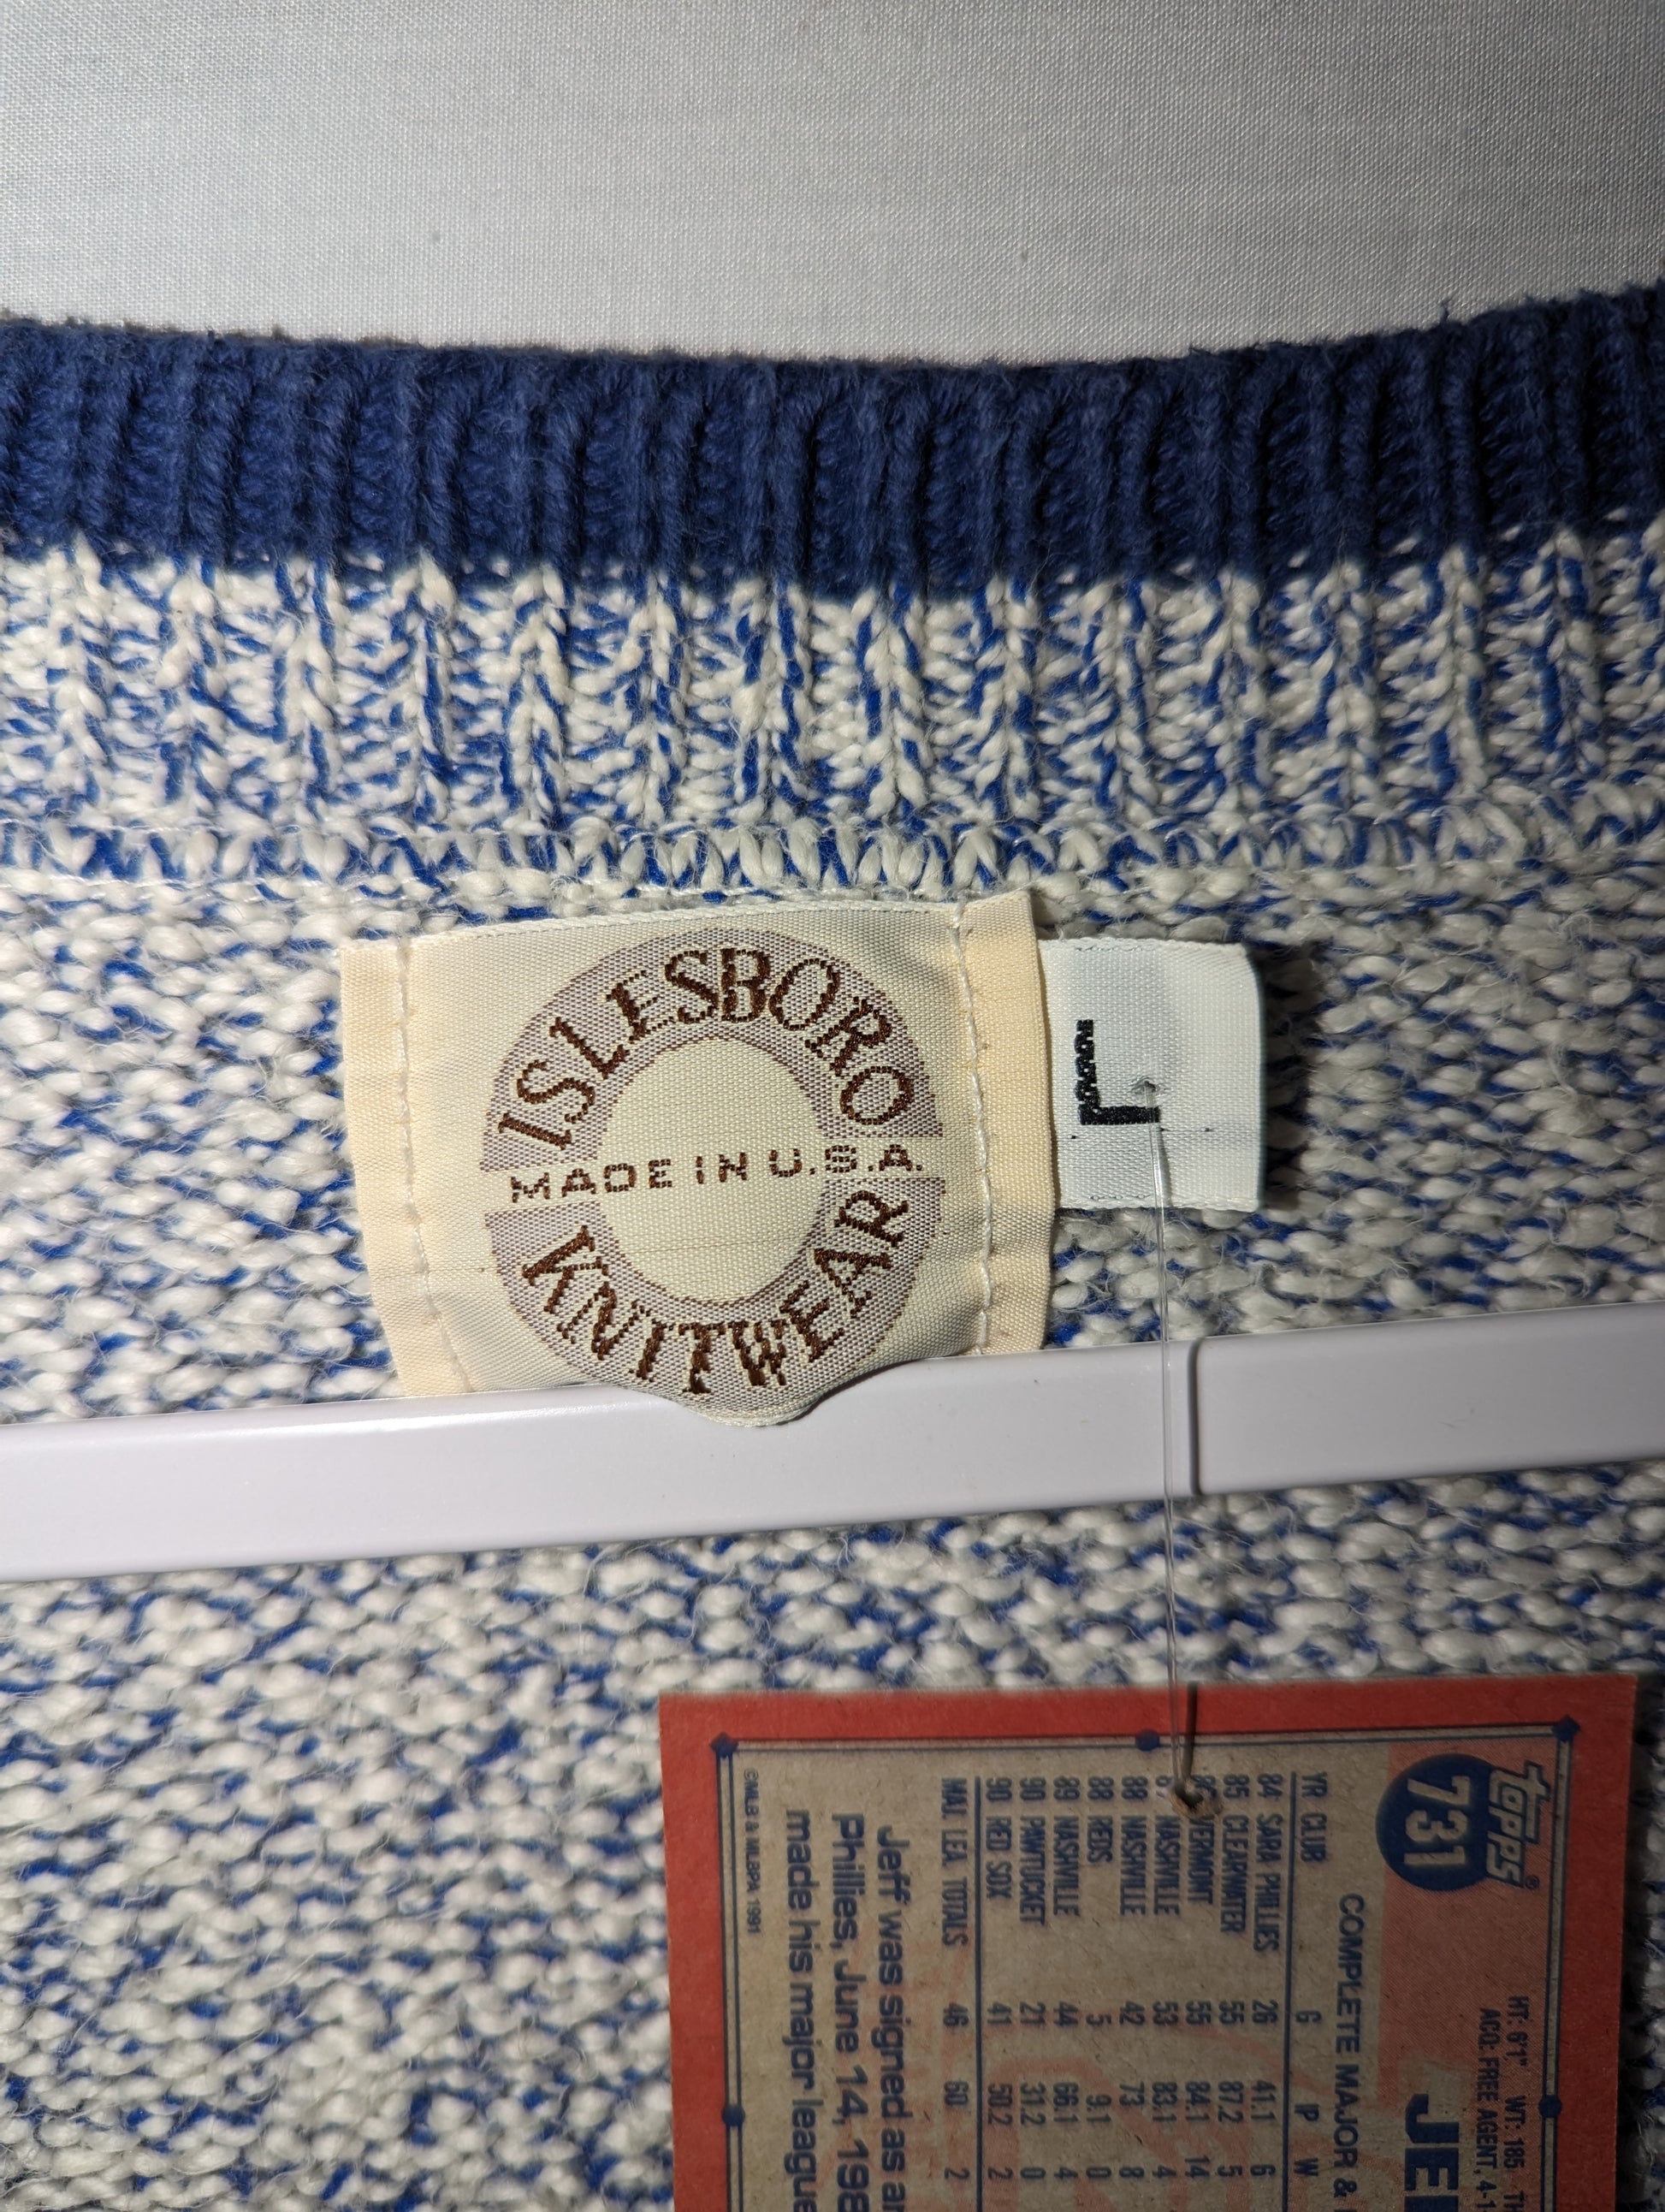 ISLESBORO
MADE IN U.S.A.
KNITWEAR
L
topps®
731
JE
HT: 6'1" WT: 185
ACQ: FREE AGENT, 4-1
COMPLETE MAJOR &
YR CLUB G IP W
84 SARA PHILLIES 26 41.1 6
85 CLEARWATER 55 87.2 5
VERMONT 55 84.1 14
NASHVILLE 53 83.1 4
88 NASHVILLE 42 73 8
88 REDS 5 9.1 0
89 NASHVILLE 44 66.1 4
90 PAWTUCKET 21 31.2 0
90 RED SOX 41 50.2 2
MAJ. LEA. TOTALS 46 60 2
Jeff was signed as
Phillies, June 14, 198
made his major league
©MLB & MLBPA 1991